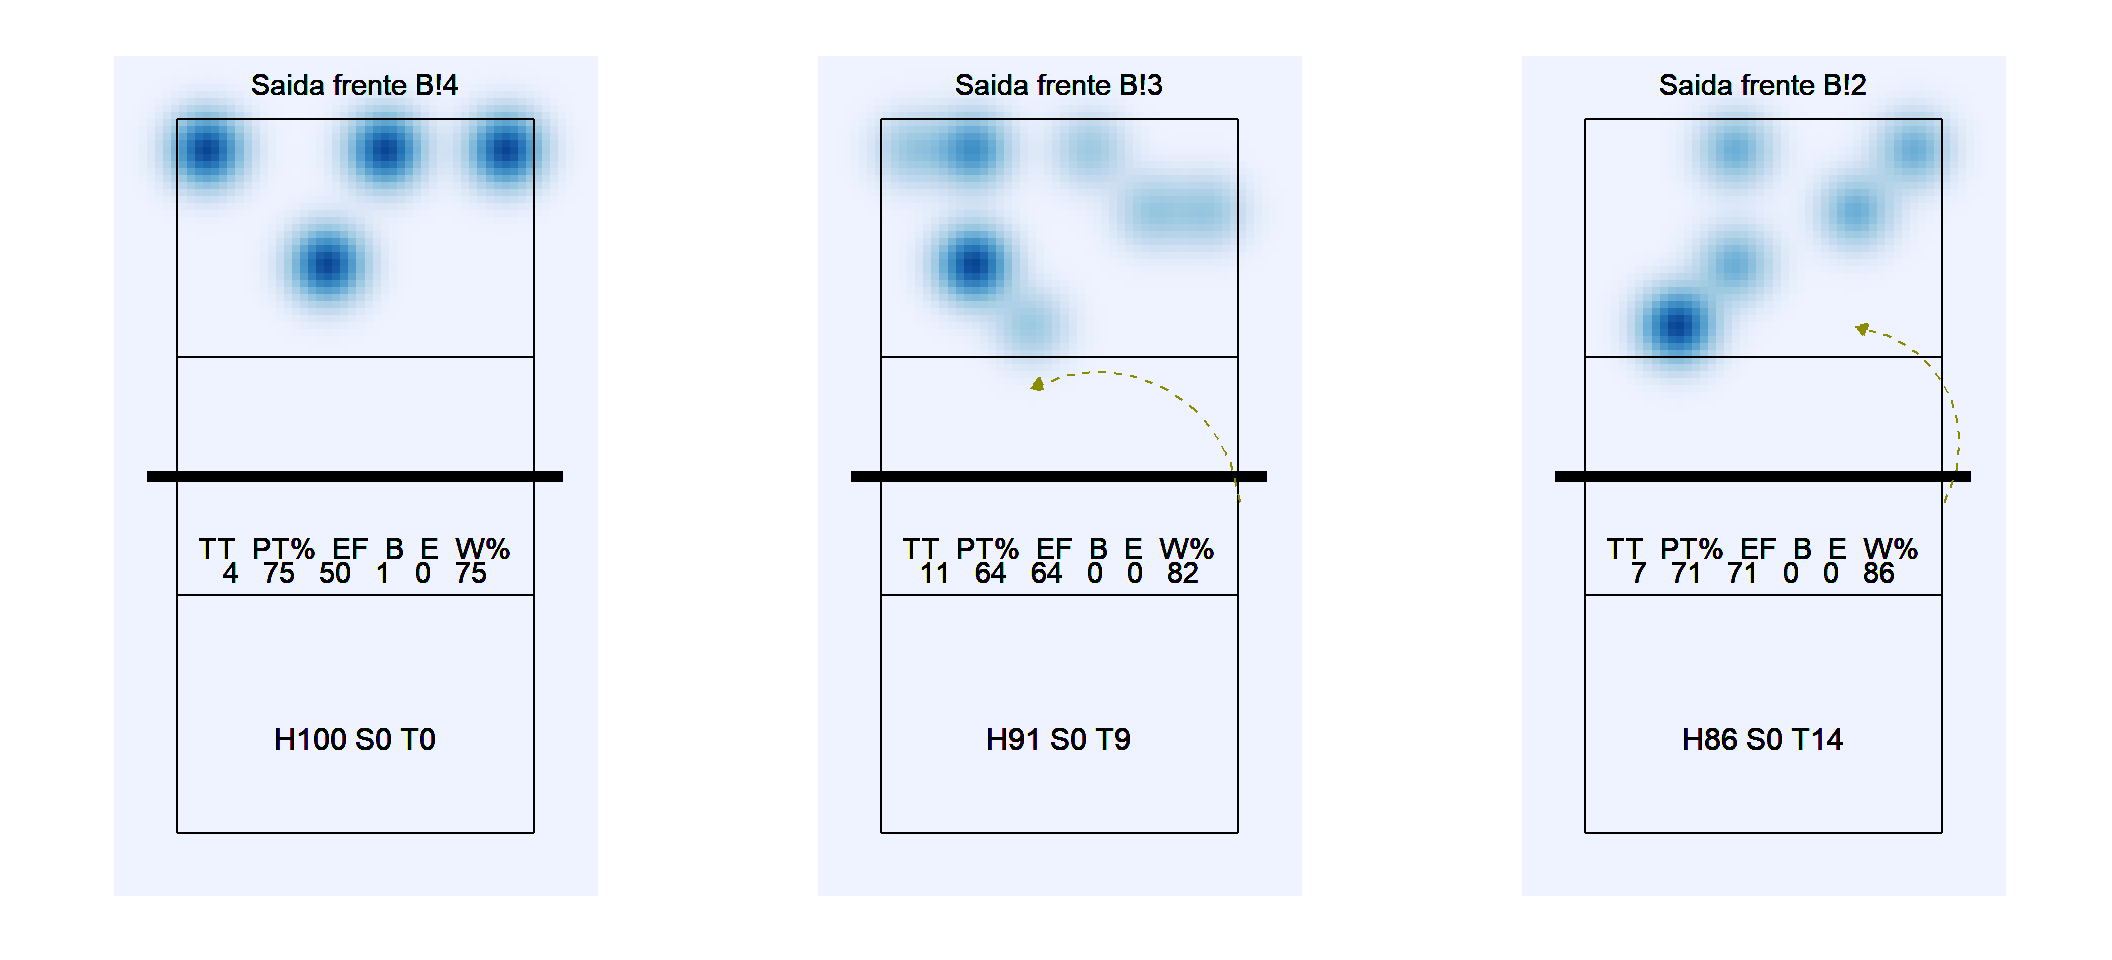 Saida frente B!4
TT PT% EF B E W%
4 75 50 1 0 75
H100 S0 T0
Saida frente B!3
TT PT% EF B E W%
11 64 64 0 0 82
H91 S0 T9
Saida frente B!2
TT PT% EF B E W%
7 71 71 0 0 86
H86 S0 T14